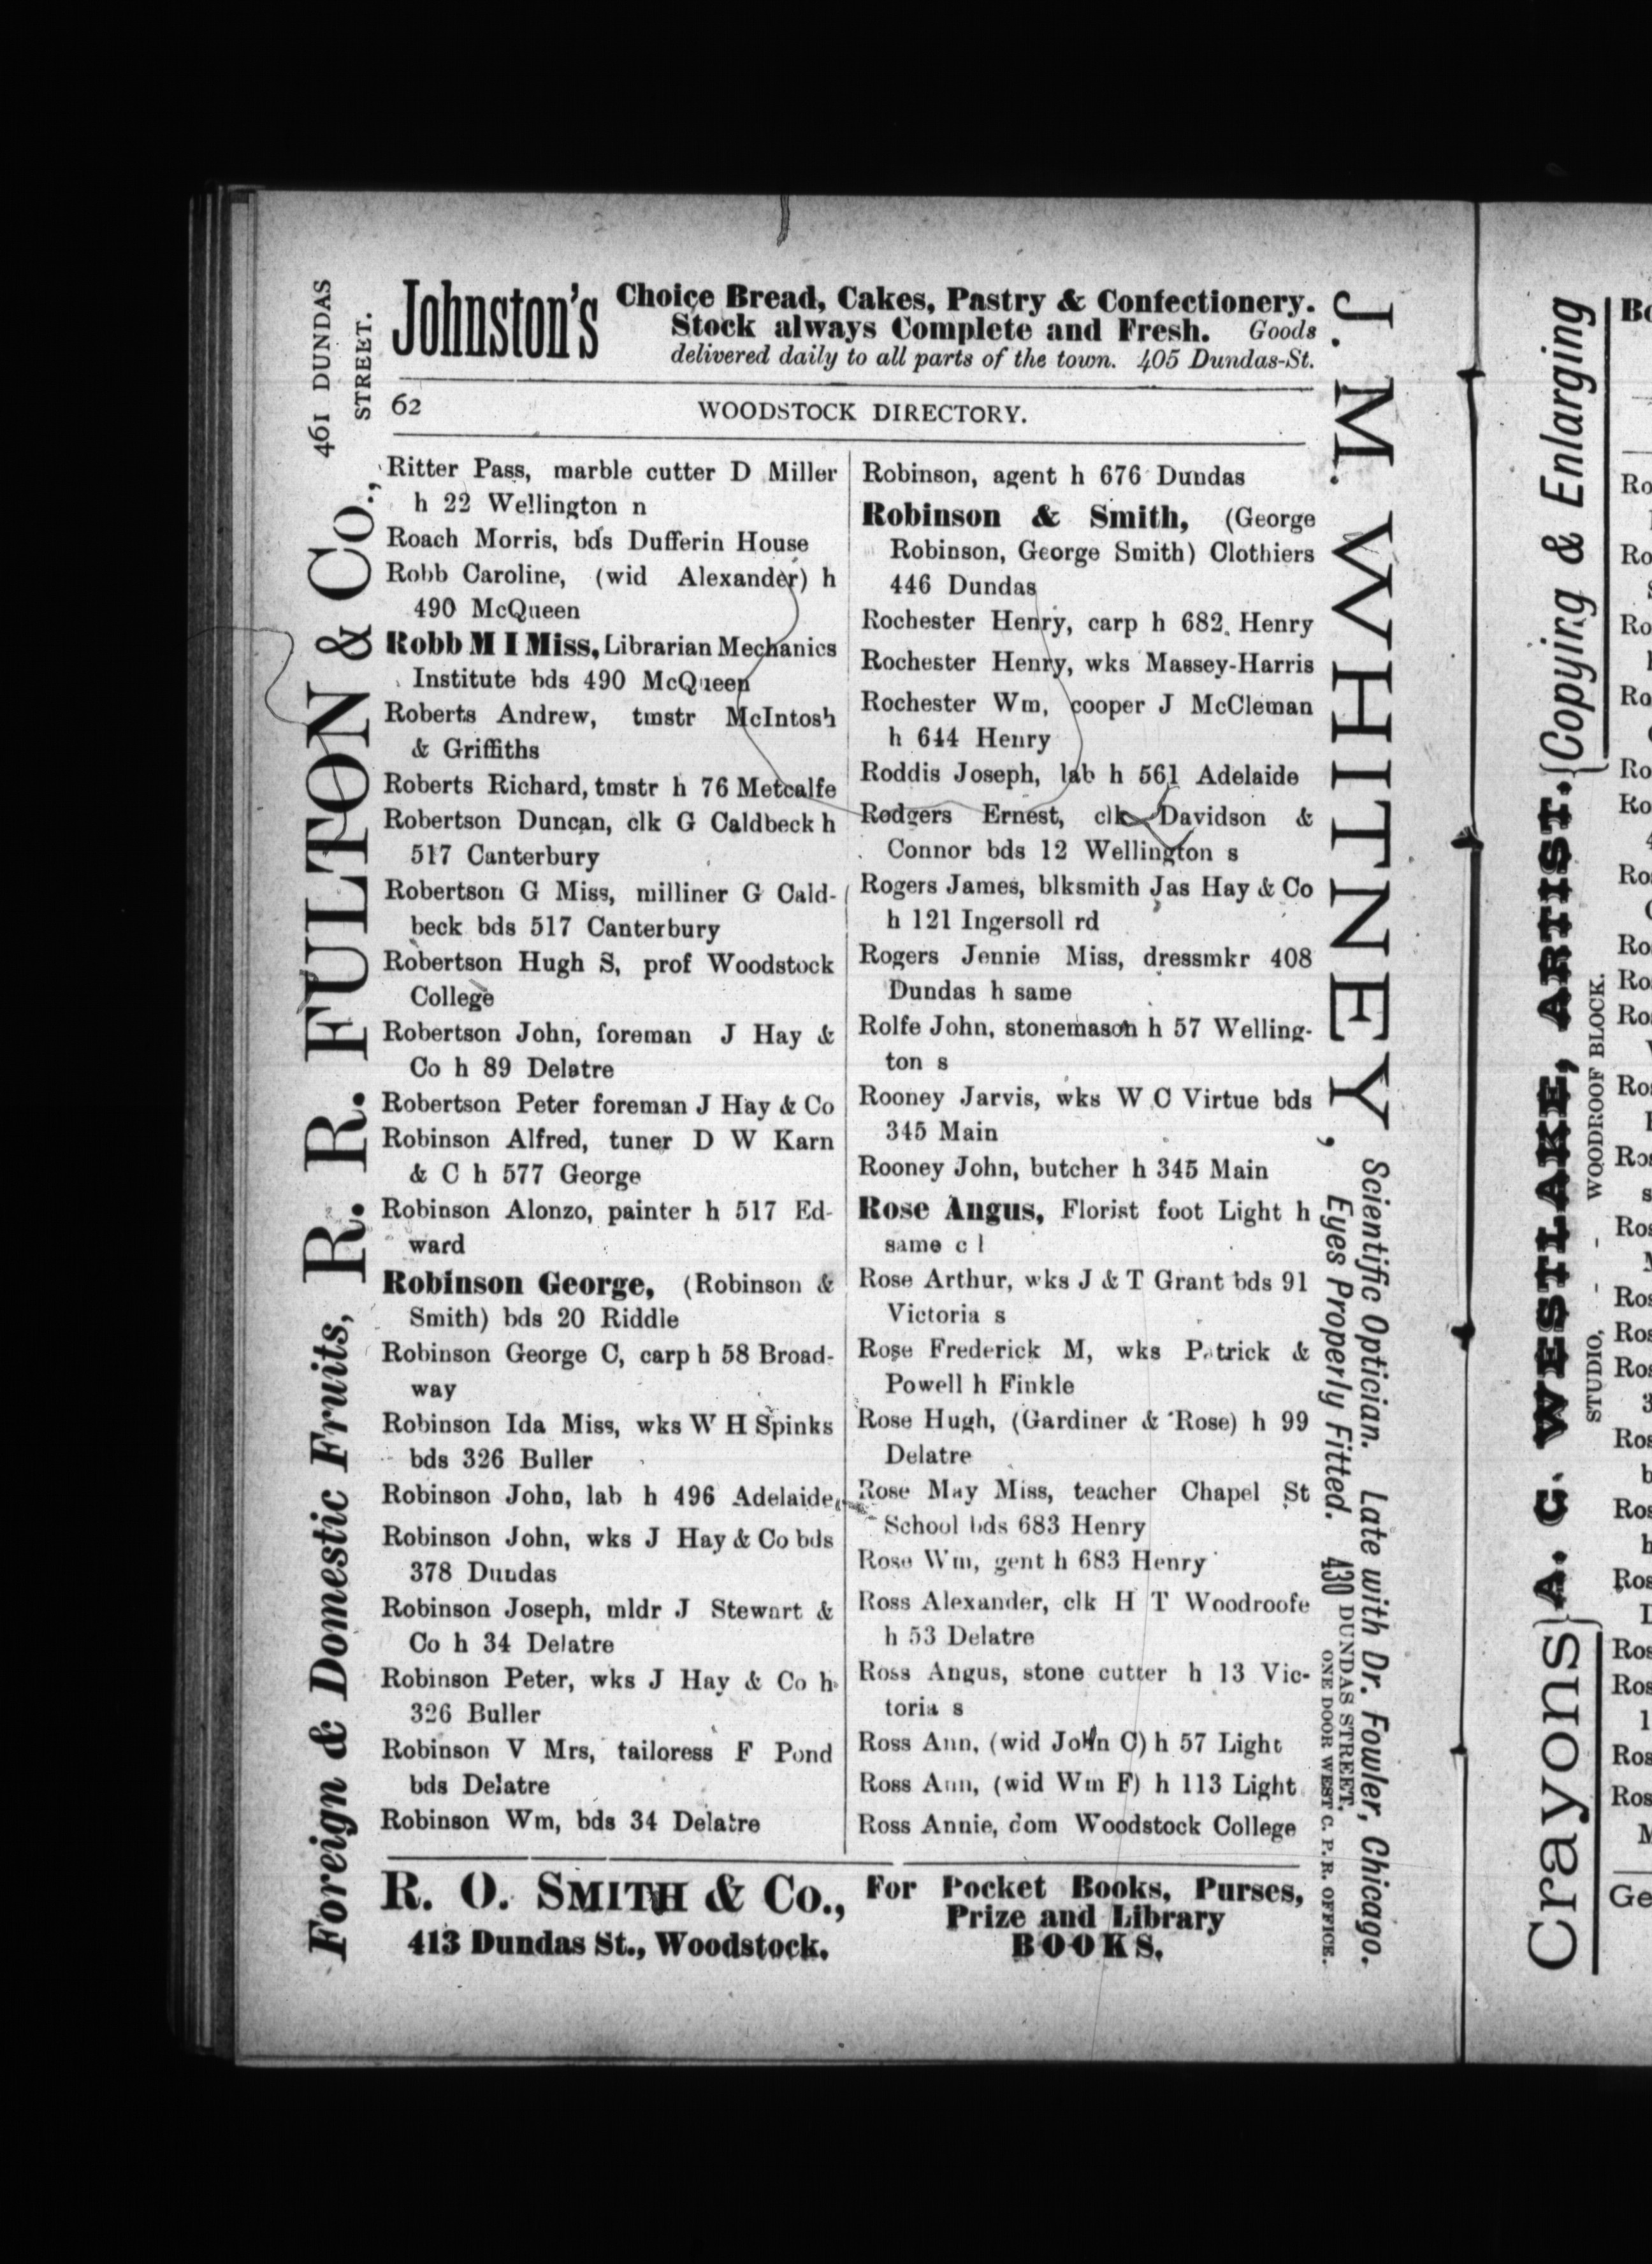 Johnston's
Choice Bread, Cakes, Pastry & Confectionery.
Stock always Complete and Fresh. Goods
delivered daily to all parts of the town. 405 Dundas-St.
62
WOODSTOCK DIRECTORY.
Ritter Pass, marble cutter D Miller
h 22 Wellington n
Roach Morris, bds Dufferin House
Robb Caroline, (wid Alexander) h
490 McQueen
Robb M I Miss, Librarian Mechanics
Institute bds 490 McQueen
Roberts Andrew, tmstr McIntosh
& Griffiths
Roberts Richard, tmstr h 76 Metcalfe
Robertson Duncan, clk G Caldbeck h
517 Canterbury
Robertson G Miss, milliner G Cald-
beck bds 517 Canterbury
Robertson Hugh S, prof Woodstock
College
Robertson John, foreman J Hay &
Co h 89 Delatre
Robertson Peter foreman J Hay & Co
Robinson Alfred, tuner D W Karn
& C h 577 George
Robinson Alonzo, painter h 517 Ed-
ward
Robinson George, (Robinson &
Smith) bds 20 Riddle
Robinson George C, carp h 58 Broad-
way
Robinson Ida Miss, wks W H Spinks
bds 326 Buller
Robinson John, lab h 496 Adelaide
Robinson John, wks J Hay & Co bds
378 Dundas
Robinson Joseph, mldr J Stewart &
Co h 34 Delatre
Robinson Peter, wks J Hay & Co h
326 Buller
Robinson V Mrs, tailoress F Pond
bds Delatre
Robinson Wm, bds 34 Delatre
Robinson, agent h 676 Dundas
Robinson & Smith, (George
Robinson, George Smith) Clothiers
446 Dundas
Rochester Henry, carp h 682 Henry
Rochester Henry, wks Massey-Harris
Rochester Wm, cooper J McCleman
h 644 Henry
Roddis Joseph, lab h 561 Adelaide
Rodgers Ernest, clk Davidson &
Connor bds 12 Wellington s
Rogers James, blksmith Jas Hay & Co
h 121 Ingersoll rd
Rogers Jennie Miss, dressmkr 408
Dundas h same
Rolfe John, stonemason h 57 Welling-
ton s
Rooney Jarvis, wks W C Virtue bds
345 Main
Rooney John, butcher h 345 Main
Rose Angus, Florist foot Light h
same c l
Rose Arthur, wks J & T Grant bds 91
Victoria s
Rose Frederick M, wks Patrick &
Powell h Finkle
Rose Hugh, (Gardiner & Rose) h 99
Delatre
Rose May Miss, teacher Chapel St
School bds 683 Henry
Rose Wm, gent h 683 Henry
Ross Alexander, clk H T Woodroofe
h 53 Delatre
Ross Angus, stone cutter h 13 Vic-
toria s
Ross Ann, (wid John C) h 57 Light
Ross Ann, (wid Wm F) h 113 Light
Ross Annie, dom Woodstock College
R. O. SMITH & Co.,
413 Dundas St., Woodstock.
For Pocket Books, Purses,
Prize and Library
BOOKS.
Foreign & Domestic Fruits, R. R. FULTON & Co.,
461 DUNDAS
STREET.
J. M. WHITNEY,
Scientific Optician. Late with Dr. Fowler, Chicago.
Eyes Properly Fitted.
430 DUNDAS STREET.
ONE DOOR WEST C. P. R. OFFICE.
Crayons} A. C. WESTLAKE, ARTIST. {Copying & Enlarging
STUDIO, - - WOODROOF BLOCK.